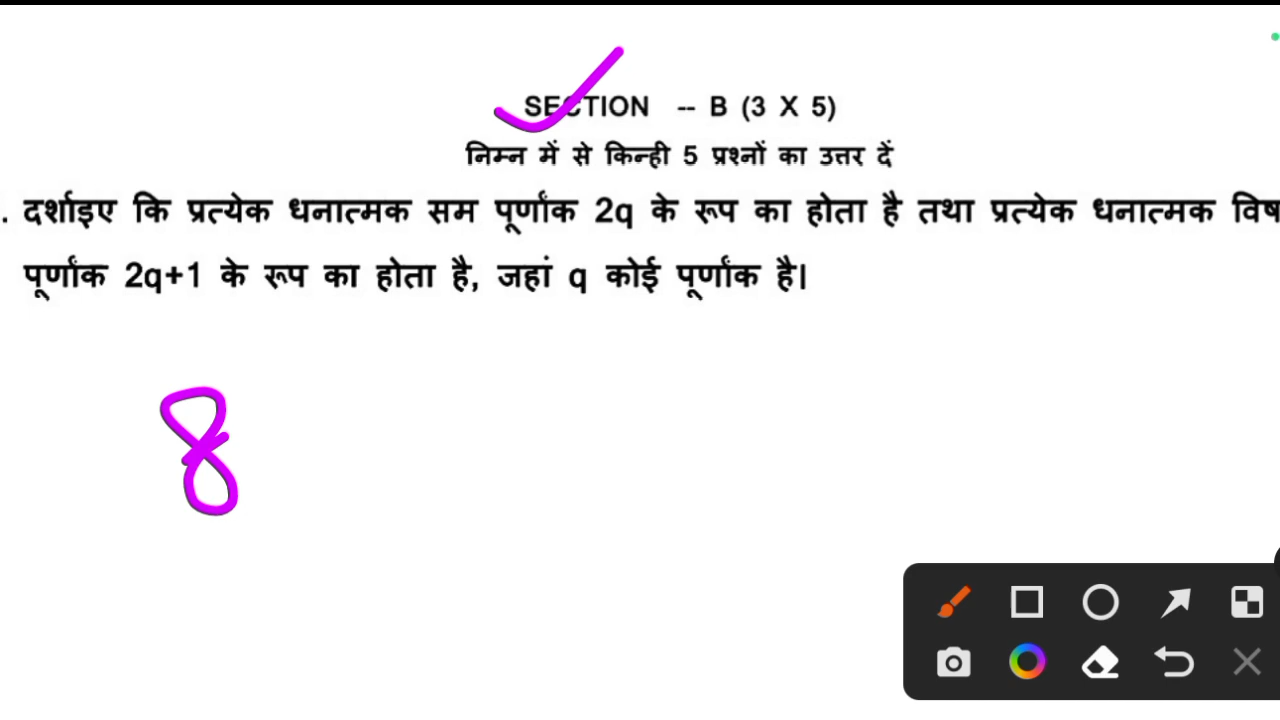 SECTION -- B (3 X 5)
निम्न में से किन्ही 5 प्रश्नों का उत्तर दें
. दर्शाइए कि प्रत्येक धनात्मक सम पूर्णांक 2q के रूप का होता है तथा प्रत्येक धनात्मक विष
पूर्णांक 2q+1 के रूप का होता है, जहां q कोई पूर्णांक है।
8